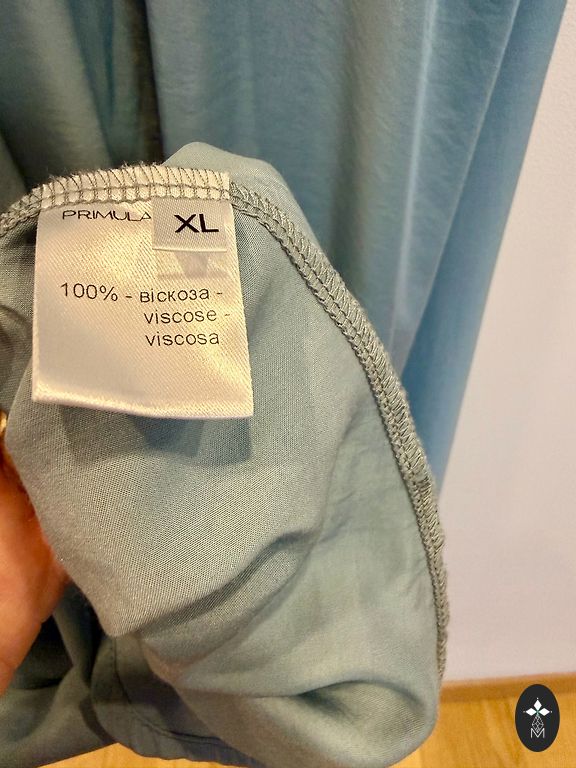 PRIMULA XL
100% - віскоза -
viscose -
viscosa